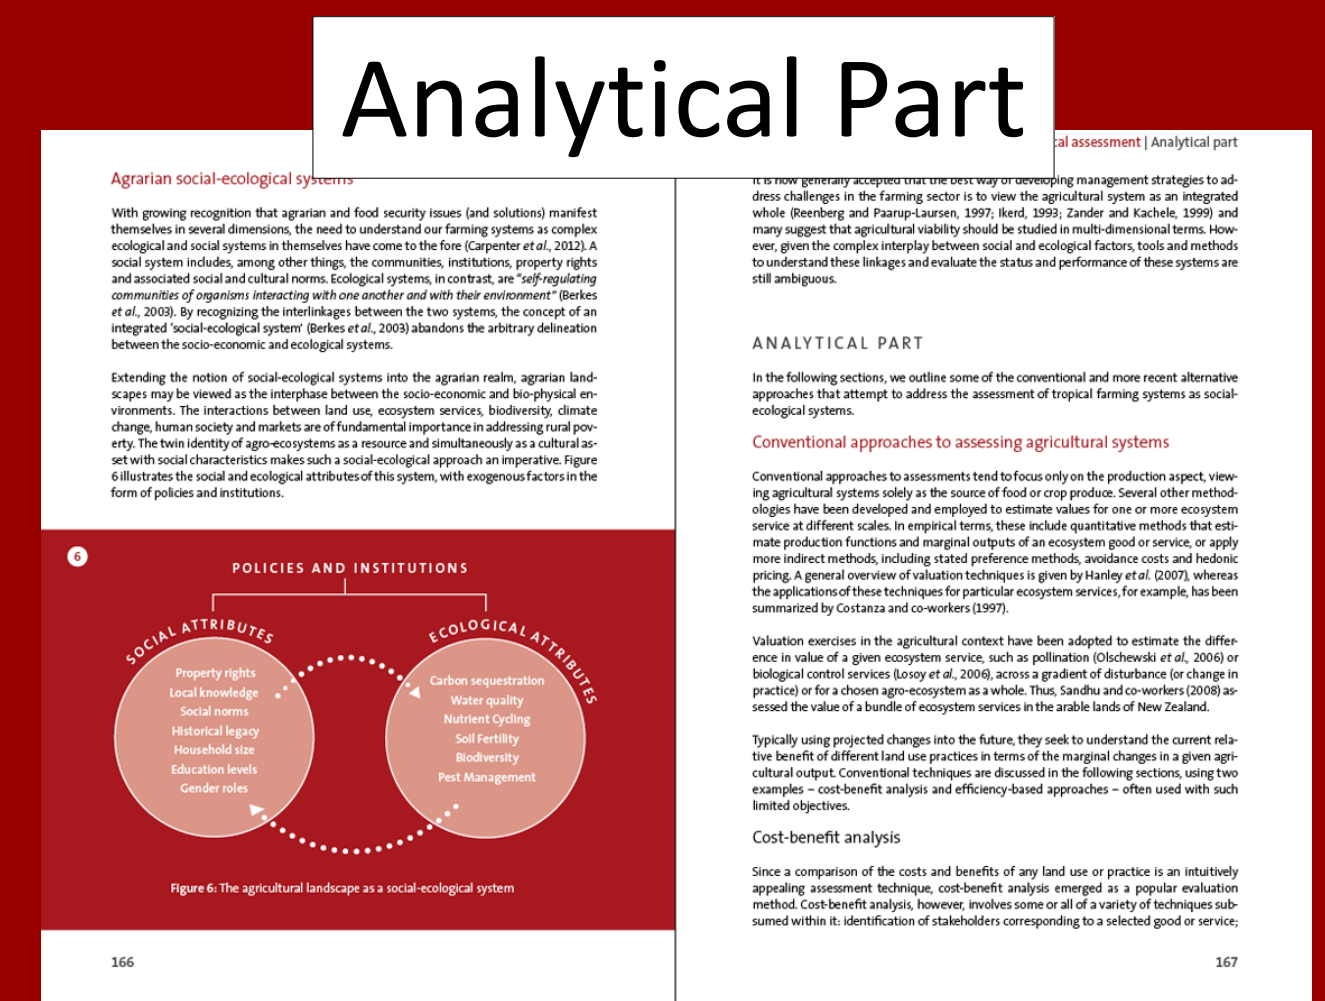 Analytical Part
cal assessment | Analytical part
Agrarian social-ecological systems
With growing recognition that agrarian and food security issues (and solutions) manifest
themselves in several dimensions, the need to understand our farming systems as complex
ecological and social systems in themselves have come to the fore (Carpenter et al., 2012). A
social system includes, among other things, the communities, institutions, property rights
and associated social and cultural norms. Ecological systems, in contrast, are “self-regulating
communities of organisms interacting with one another and with their environment” (Berkes
et al., 2003). By recognizing the interlinkages between the two systems, the concept of an
integrated ‘social-ecological system’ (Berkes et al., 2003) abandons the arbitrary delineation
between the socio-economic and ecological systems.
Extending the notion of social-ecological systems into the agrarian realm, agrarian land-
scapes may be viewed as the interphase between the socio-economic and bio-physical en-
vironments. The interactions between land use, ecosystem services, biodiversity, climate
change, human society and markets are of fundamental importance in addressing rural pov-
erty. The twin identity of agro-ecosystems as a resource and simultaneously as a cultural as-
set with social characteristics makes such a social-ecological approach an imperative. Figure
6 illustrates the social and ecological attributes of this system, with exogenous factors in the
form of policies and institutions.
6
POLICIES AND INSTITUTIONS
SOCIAL ATTRIBUTES
Property rights
Local knowledge
Social norms
Historical legacy
Household size
Education levels
Gender roles
ECOLOGICAL ATTRIBUTES
Carbon sequestration
Water quality
Nutrient Cycling
Soil Fertility
Biodiversity
Pest Management
Figure 6: The agricultural landscape as a social-ecological system
166
It is now generally accepted that the best way of developing management strategies to ad-
dress challenges in the farming sector is to view the agricultural system as an integrated
whole (Reenberg and Paarup-Laursen, 1997; Ikerd, 1993; Zander and Kachele, 1999) and
many suggest that agricultural viability should be studied in multi-dimensional terms. How-
ever, given the complex interplay between social and ecological factors, tools and methods
to understand these linkages and evaluate the status and performance of these systems are
still ambiguous.
ANALYTICAL PART
In the following sections, we outline some of the conventional and more recent alternative
approaches that attempt to address the assessment of tropical farming systems as social-
ecological systems.
Conventional approaches to assessing agricultural systems
Conventional approaches to assessments tend to focus only on the production aspect, view-
ing agricultural systems solely as the source of food or crop produce. Several other method-
ologies have been developed and employed to estimate values for one or more ecosystem
service at different scales. In empirical terms, these include quantitative methods that esti-
mate production functions and marginal outputs of an ecosystem good or service, or apply
more indirect methods, including stated preference methods, avoidance costs and hedonic
pricing. A general overview of valuation techniques is given by Hanley et al. (2007), whereas
the applications of these techniques for particular ecosystem services, for example, has been
summarized by Costanza and co-workers (1997).
Valuation exercises in the agricultural context have been adopted to estimate the differ-
ence in value of a given ecosystem service, such as pollination (Olschewski et al., 2006) or
biological control services (Losoy et al., 2006), across a gradient of disturbance (or change in
practice) or for a chosen agro-ecosystem as a whole. Thus, Sandhu and co-workers (2008) as-
sessed the value of a bundle of ecosystem services in the arable lands of New Zealand.
Typically using projected changes into the future, they seek to understand the current rela-
tive benefit of different land use practices in terms of the marginal changes in a given agri-
cultural output. Conventional techniques are discussed in the following sections, using two
examples – cost-benefit analysis and efficiency-based approaches – often used with such
limited objectives.
Cost-benefit analysis
Since a comparison of the costs and benefits of any land use or practice is an intuitively
appealing assessment technique, cost-benefit analysis emerged as a popular evaluation
method. Cost-benefit analysis, however, involves some or all of a variety of techniques sub-
sumed within it: identification of stakeholders corresponding to a selected good or service;
167